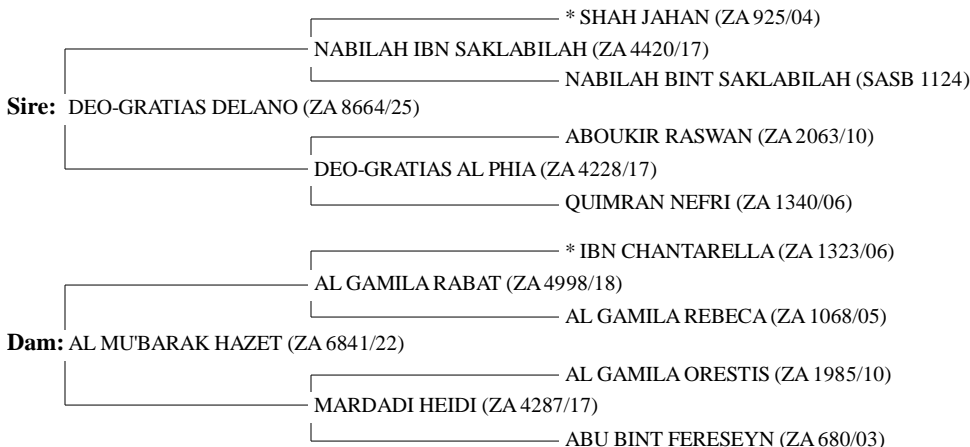 * SHAH JAHAN (ZA 925/04)
NABILAH IBN SAKLABILAH (ZA 4420/17)
NABILAH BINT SAKLABILAH (SASB 1124)
Sire: DEO-GRATIAS DELANO (ZA 8664/25)
ABOUKIR RASWAN (ZA 2063/10)
DEO-GRATIAS AL PHIA (ZA 4228/17)
QUIMRAN NEFRI (ZA 1340/06)
* IBN CHANTARELLA (ZA 1323/06)
AL GAMILA RABAT (ZA 4998/18)
AL GAMILA REBECA (ZA 1068/05)
Dam: AL MU'BARAK HAZET (ZA 6841/22)
AL GAMILA ORESTIS (ZA 1985/10)
MARDADI HEIDI (ZA 4287/17)
ABU BINT FERESEYN (ZA 680/03)